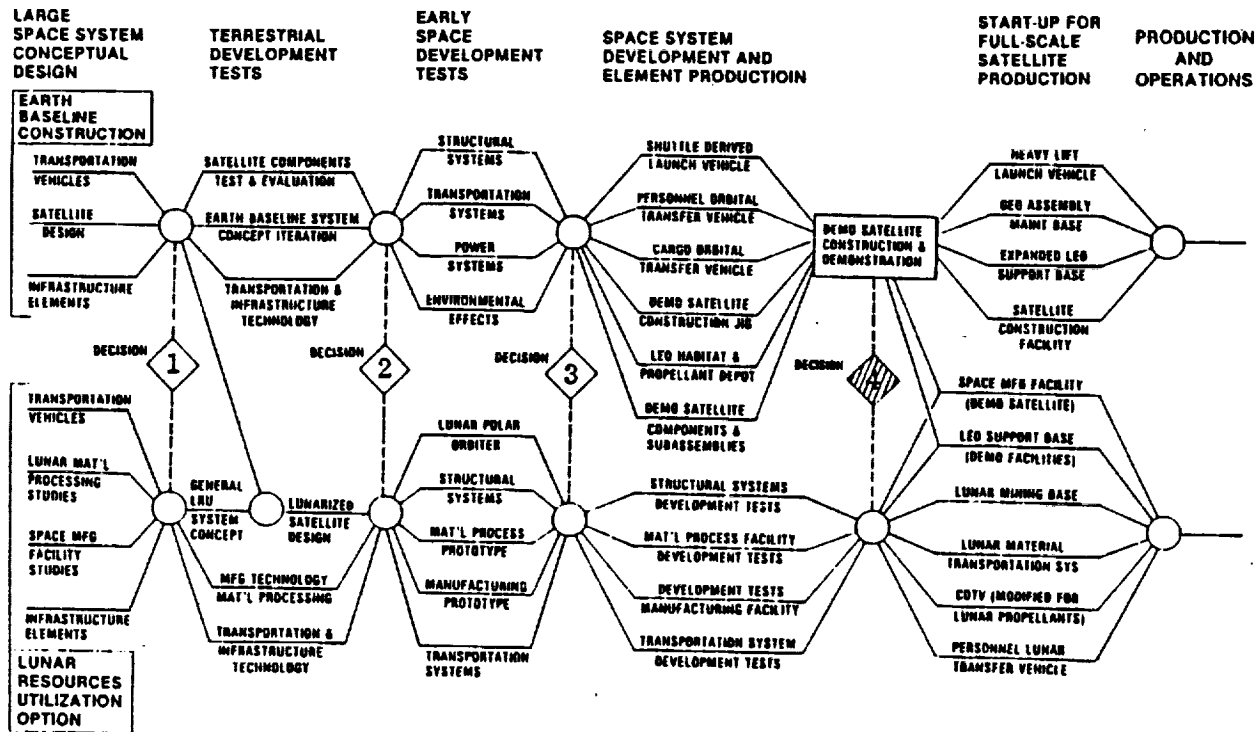 LARGE
SPACE SYSTEM
CONCEPTUAL
DESIGN
TERRESTRIAL
DEVELOPMENT
TESTS
EARLY
SPACE
DEVELOPMENT
TESTS
SPACE SYSTEM
DEVELOPMENT AND
ELEMENT PRODUCTIOIN
START-UP FOR
FULL-SCALE
SATELLITE
PRODUCTION
PRODUCTION
AND
OPERATIONS
EARTH
BASELINE
CONSTRUCTION
TRANSPORTATION
VEHICLES
SATELLITE
DESIGN
INFRASTRUCTURE
ELEMENTS
SATELLITE COMPONENTS
TEST & EVALUATION
EARTH BASELINE SYSTEM
CONCEPT ITERATION
TRANSPORTATION &
INFRASTRUCTURE
TECHNOLOGY
STRUCTURAL
SYSTEMS
TRANSPORTATION
SYSTEMS
POWER
SYSTEMS
ENVIRONMENTAL
EFFECTS
SHUTTLE DERIVED
LAUNCH VEHICLE
PERSONNEL ORBITAL
TRANSFER VEHICLE
CARGO ORBITAL
TRANSFER VEHICLE
DEMO SATELLITE
CONSTRUCTION JIG
LEO HABITAT &
PROPELLANT DEPOT
DEMO SATELLITE
COMPONENTS &
SUBASSEMBLIES
DEMO SATELLITE
CONSTRUCTION &
DEMONSTRATION
HEAVY LIFT
LAUNCH VEHICLE
GEO ASSEMBLY
MAINT BASE
EXPANDED LEO
SUPPORT BASE
SATELLITE
CONSTRUCTION
FACILITY
DECISION
1
DECISION
2
DECISION
3
DECISION
4
TRANSPORTATION
VEHICLES
LUNAR MAT'L
PROCESSING
STUDIES
SPACE MFG
FACILITY
STUDIES
INFRASTRUCTURE
ELEMENTS
LUNAR
RESOURCES
UTILIZATION
OPTION
GENERAL
LRU
SYSTEM
CONCEPT
LUNARIZED
SATELLITE
DESIGN
MFG TECHNOLOGY
MAT'L PROCESSING
TRANSPORTATION &
INFRASTRUCTURE
TECHNOLOGY
LUNAR POLAR
ORBITER
STRUCTURAL
SYSTEMS
MAT'L PROCESS
PROTOTYPE
MANUFACTURING
PROTOTYPE
TRANSPORTATION
SYSTEMS
STRUCTURAL SYSTEMS
DEVELOPMENT TESTS
MAT'L PROCESS FACILITY
DEVELOPMENT TESTS
DEVELOPMENT TESTS
MANUFACTURING FACILITY
TRANSPORTATION SYSTEM
DEVELOPMENT TESTS
SPACE MFG FACILITY
(DEMO SATELLITE)
LEO SUPPORT BASE
(DEMO FACILITIES)
LUNAR MINING BASE
LUNAR MATERIAL
TRANSPORTATION SYS
COTV (MODIFIED FOR
LUNAR PROPELLANTS)
PERSONNEL LUNAR
TRANSFER VEHICLE